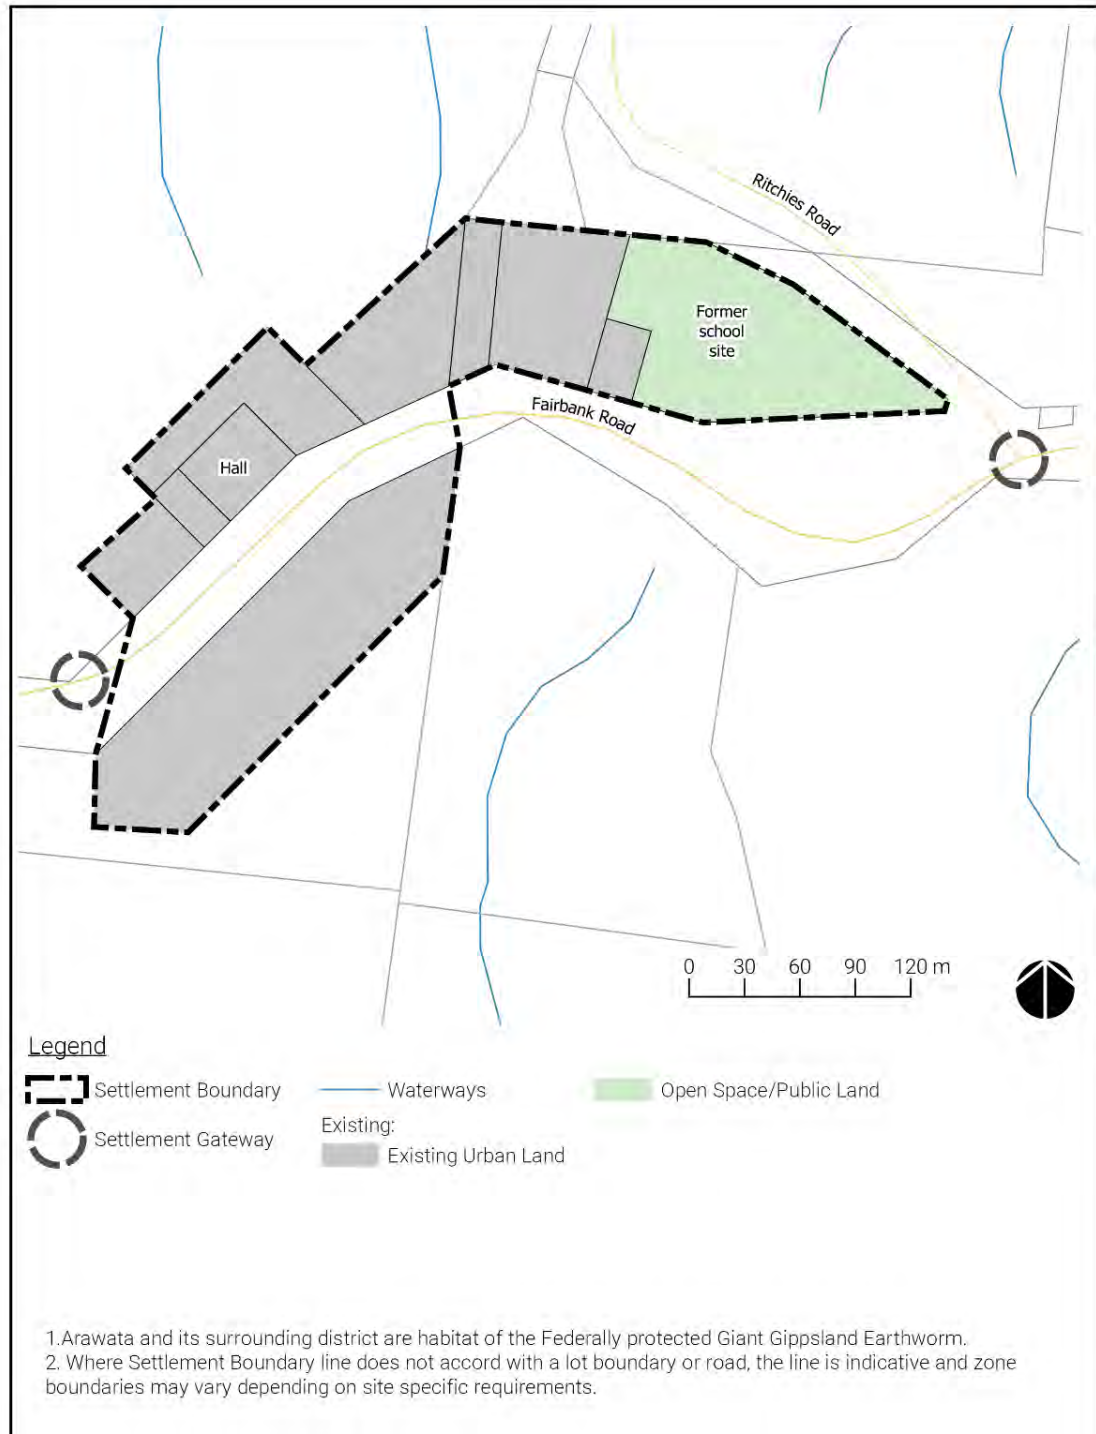 Ritchies Road
Former
school
site
Fairbank Road
Hall
0 30 60 90 120 m
Legend
Settlement Boundary
Waterways
Open Space/Public Land
Settlement Gateway
Existing:
Existing Urban Land
1.Arawata and its surrounding district are habitat of the Federally protected Giant Gippsland Earthworm.
2. Where Settlement Boundary line does not accord with a lot boundary or road, the line is indicative and zone
boundaries may vary depending on site specific requirements.